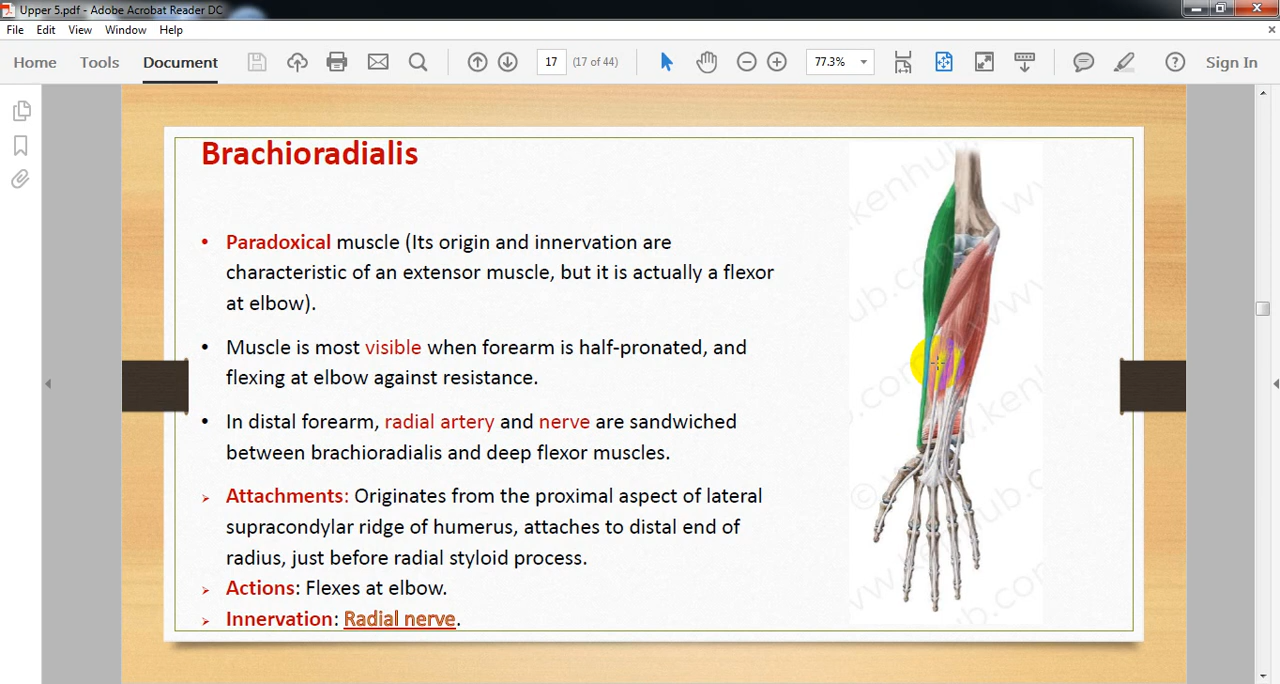 Upper 5.pdf - Adobe Acrobat Reader DC
File Edit View Window Help
Home Tools Document 17 (17 of 44) 77.3% Sign In
Brachioradialis
• Paradoxical muscle (Its origin and innervation are
characteristic of an extensor muscle, but it is actually a flexor
at elbow).
• Muscle is most visible when forearm is half-pronated, and
flexing at elbow against resistance.
• In distal forearm, radial artery and nerve are sandwiched
between brachioradialis and deep flexor muscles.
➢ Attachments: Originates from the proximal aspect of lateral
supracondylar ridge of humerus, attaches to distal end of
radius, just before radial styloid process.
➢ Actions: Flexes at elbow.
➢ Innervation: Radial nerve.